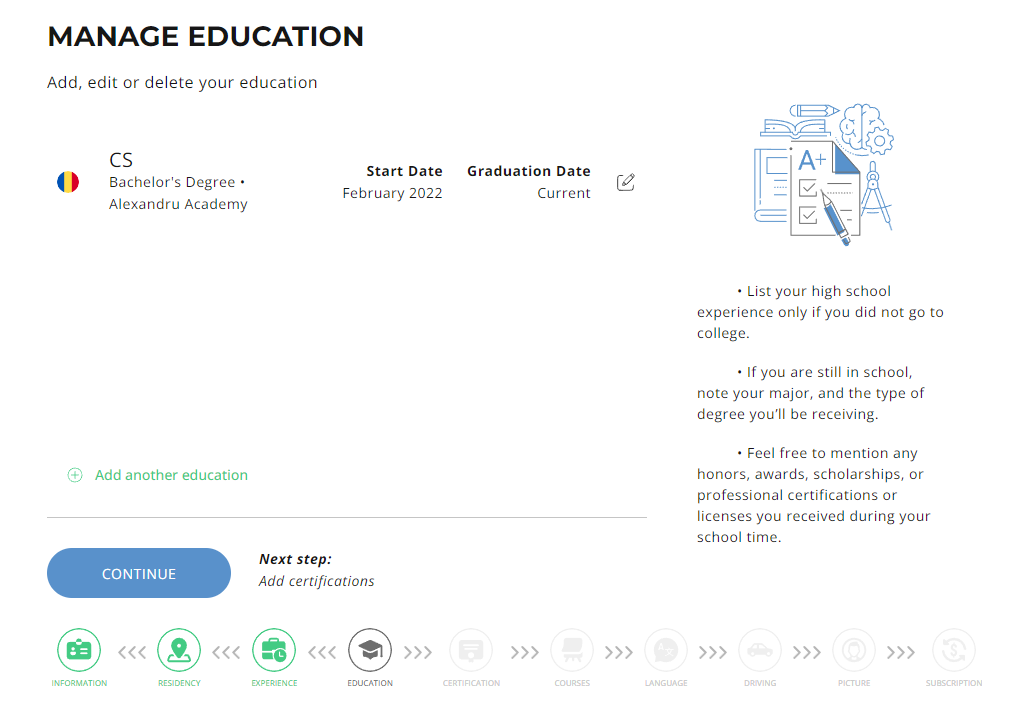 MANAGE EDUCATION
Add, edit or delete your education
CS
Bachelor's Degree •
Alexandru Academy
Start Date
February 2022
Graduation Date
Current
A+
• List your high school
experience only if you did not go to
college.
• If you are still in school,
note your major, and the type of
degree you'll be receiving.
• Feel free to mention any
honors, awards, scholarships, or
professional certifications or
licenses you received during your
school time.
Add another education
CONTINUE
Next step:
Add certifications
INFORMATION
RESIDENCY
EXPERIENCE
EDUCATION
CERTIFICATION
COURSES
LANGUAGE
DRIVING
PICTURE
SUBSCRIPTION